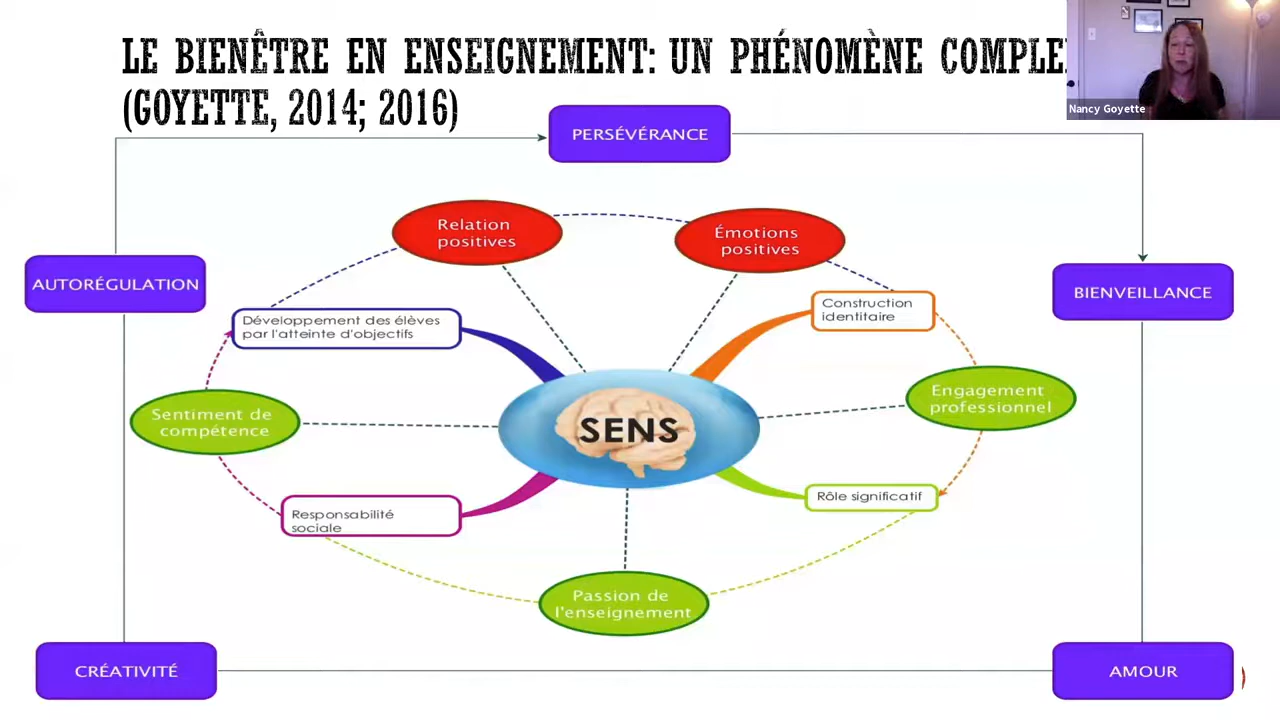 LE BIENÊTRE EN ENSEIGNEMENT: UN PHÉNOMÈNE
(GOYETTE, 2014; 2016)
Nancy Goyette
PERSÉVÉRANCE
Relation
positives
Émotions
positives
AUTORÉGULATION
BIENVEILLANCE
Développement des élèves
par l'atteinte d'objectifs
Construction
identitaire
Sentiment de
compétence
SENS
Engagement
professionnel
Responsabilité
sociale
Rôle significatif
Passion de
l'enseignement
CRÉATIVITÉ
AMOUR